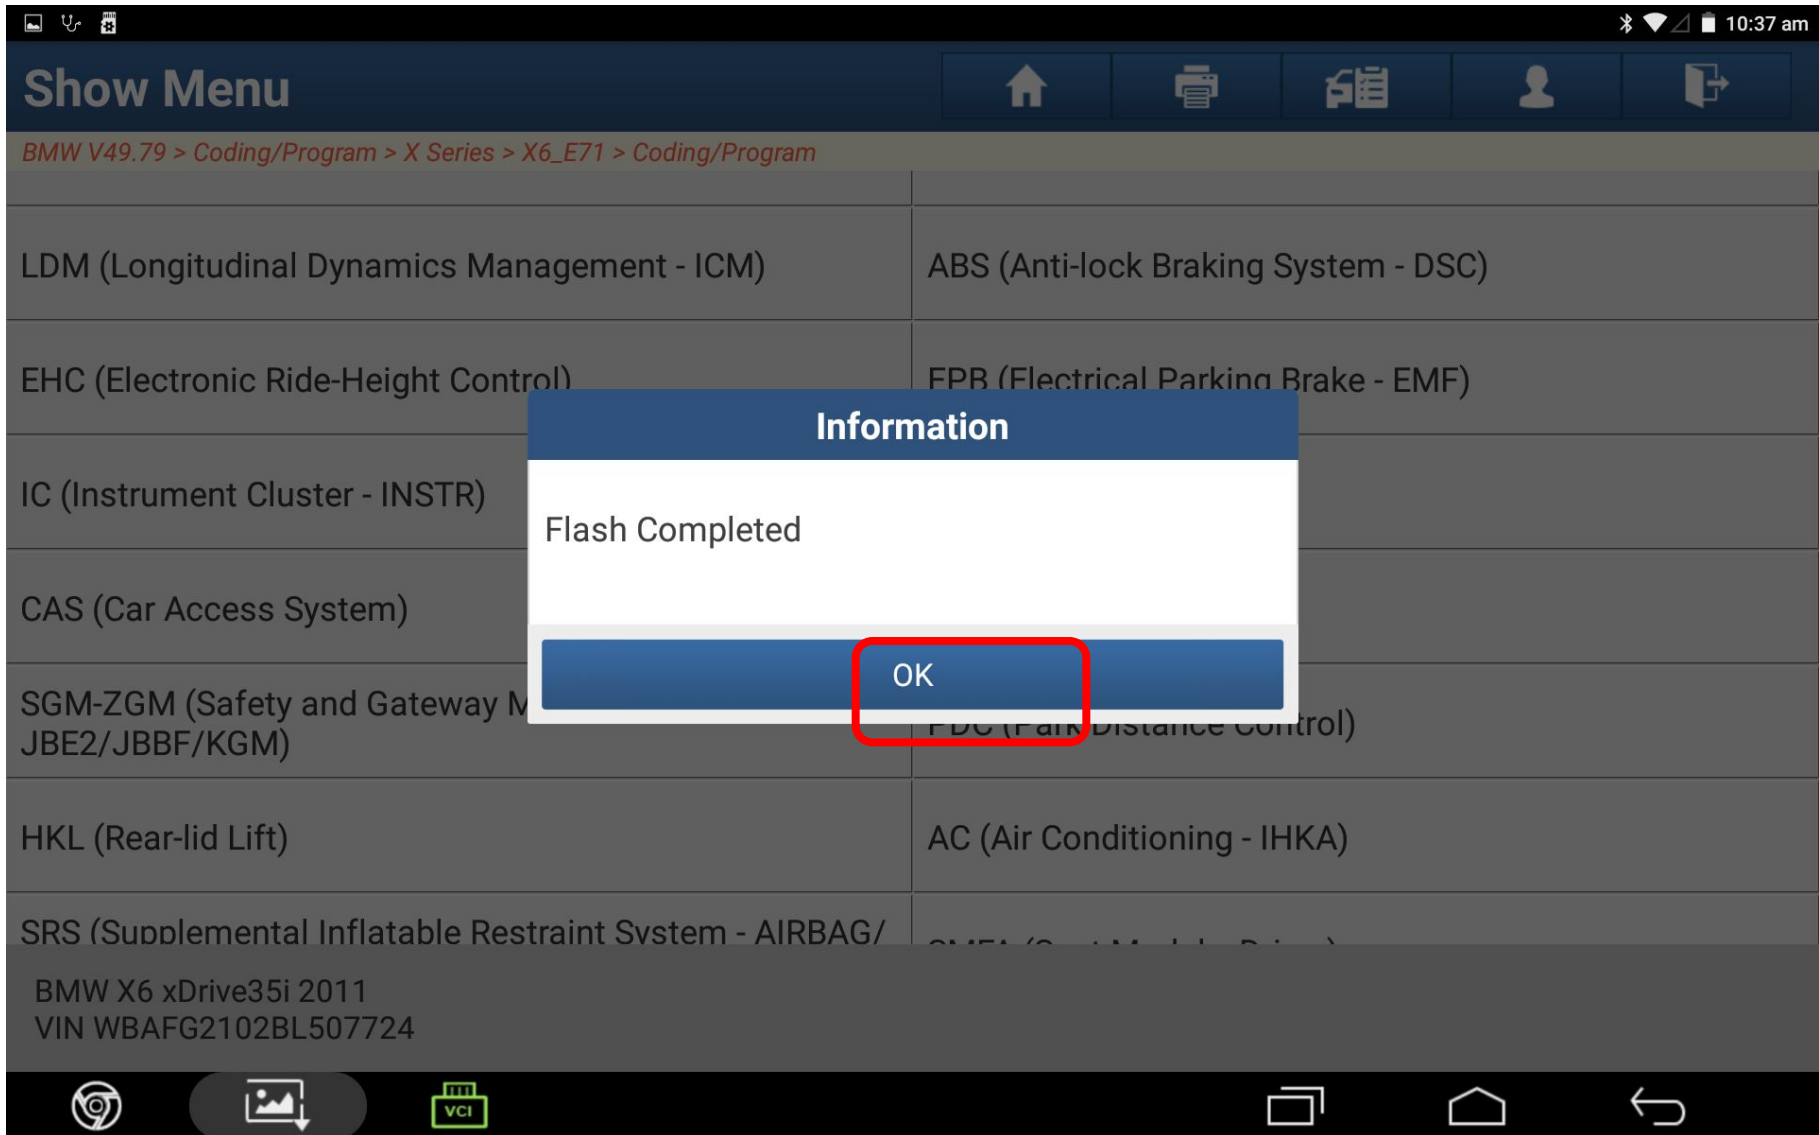 10:37 am
Show Menu
BMW V49.79 > Coding/Program > X Series > X6_E71 > Coding/Program
LDM (Longitudinal Dynamics Management - ICM)
ABS (Anti-lock Braking System - DSC)
EHC (Electronic Ride-Height Control)
EPB (Electrical Parking Brake - EMF)
Information
IC (Instrument Cluster - INSTR)
Flash Completed
CAS (Car Access System)
OK
SGM-ZGM (Safety and Gateway M
JBE2/JBBF/KGM)
PDC (Park Distance Control)
HKL (Rear-lid Lift)
AC (Air Conditioning - IHKA)
SRS (Supplemental Inflatable Restraint System - AIRBAG/
BMW X6 xDrive35i 2011
VIN WBAFG2102BL507724
VCI